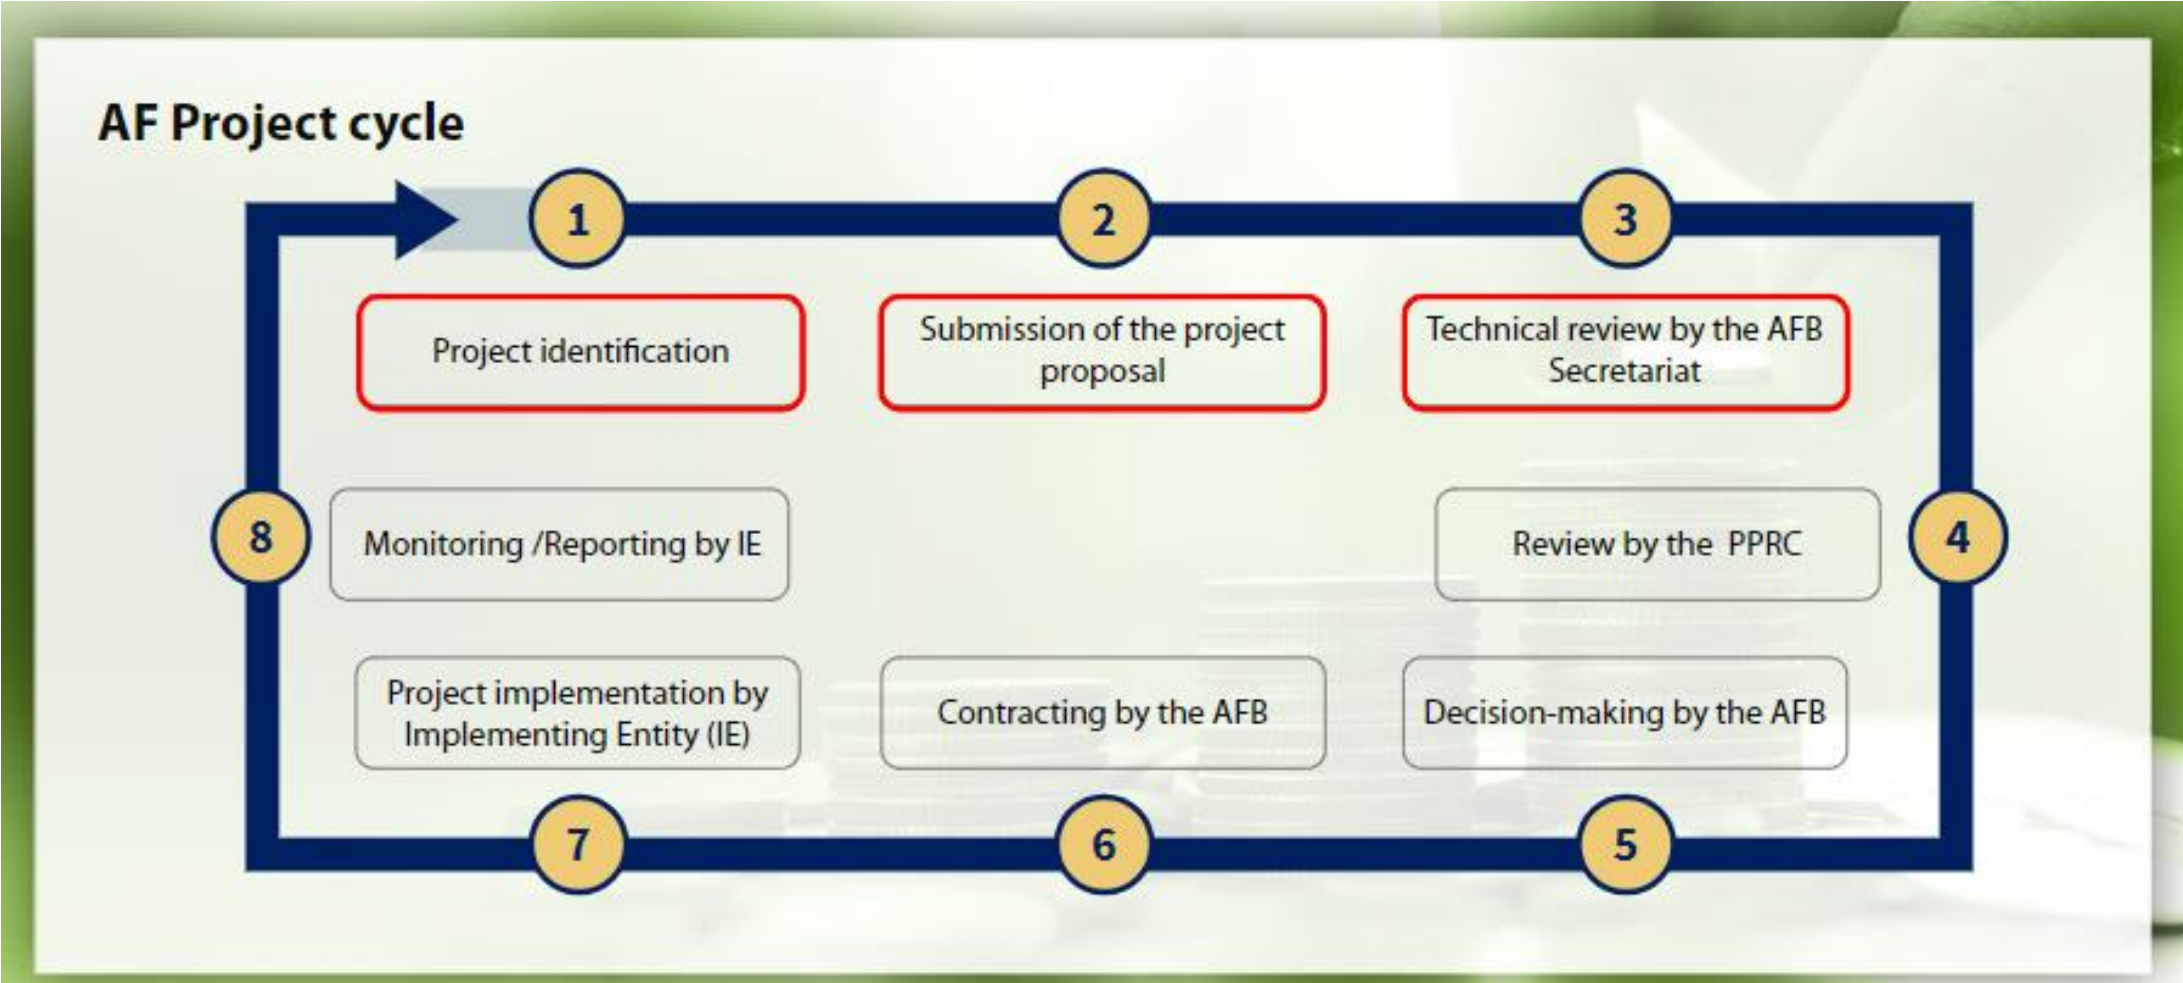 AF Project cycle
1
2
3
Project identification
Submission of the project
proposal
Technical review by the AFB
Secretariat
8
Monitoring /Reporting by IE
Review by the PPRC
4
Project implementation by
Implementing Entity (IE)
Contracting by the AFB
Decision-making by the AFB
7
6
5